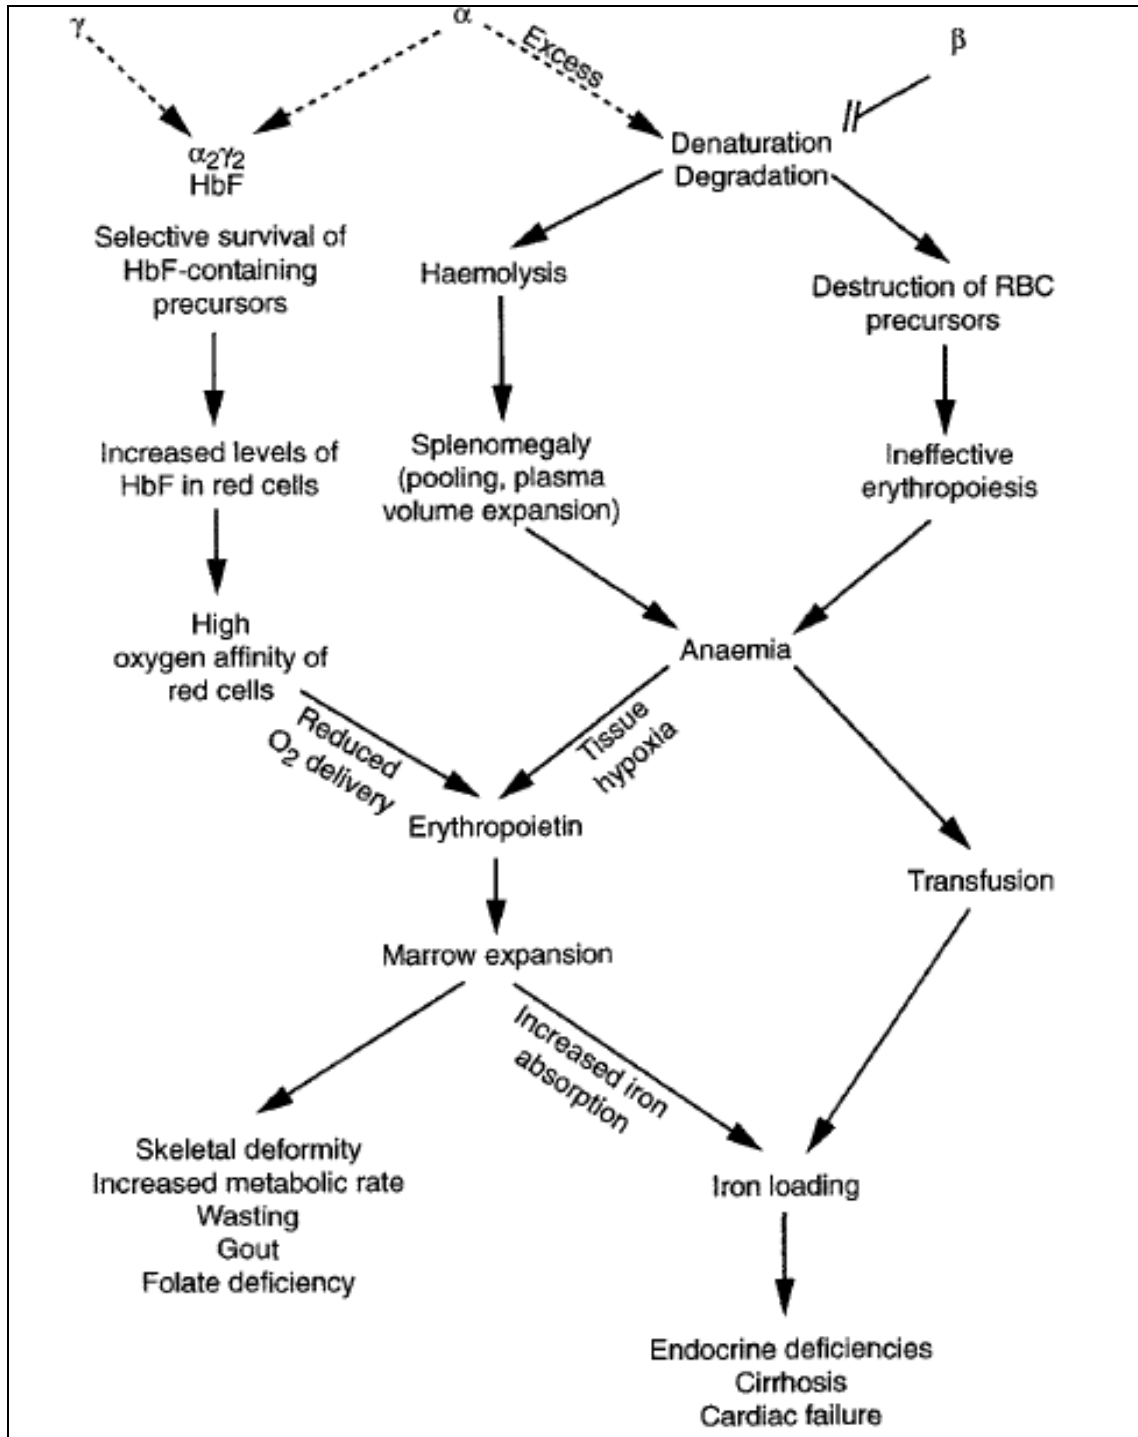 γ
α
Excess
β
α2γ2
HbF
Denaturation
Degradation
Selective survival of
HbF-containing
precursors
Haemolysis
Destruction of RBC
precursors
Increased levels of
HbF in red cells
Splenomegaly
(pooling, plasma
volume expansion)
Ineffective
erythropoiesis
High
oxygen affinity of
red cells
Anaemia
Reduced
O2 delivery
Tissue
hypoxia
Erythropoietin
Transfusion
Marrow expansion
Increased iron
absorption
Skeletal deformity
Increased metabolic rate
Wasting
Gout
Folate deficiency
Iron loading
Endocrine deficiencies
Cirrhosis
Cardiac failure